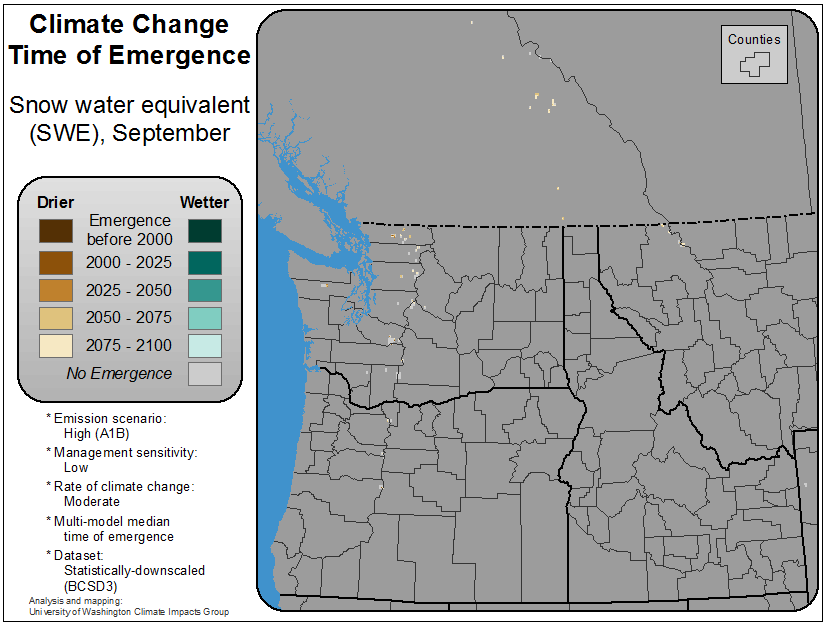 Climate Change
Time of Emergence
Snow water equivalent
(SWE), September
Drier
Wetter
Emergence
before 2000
2000 - 2025
2025 - 2050
2050 - 2075
2075 - 2100
No Emergence
* Emission scenario:
High (A1B)
* Management sensitivity:
Low
* Rate of climate change:
Moderate
* Multi-model median
time of emergence
* Dataset:
Statistically-downscaled
(BCSD3)
Analysis and mapping:
University of Washington Climate Impacts Group
Counties